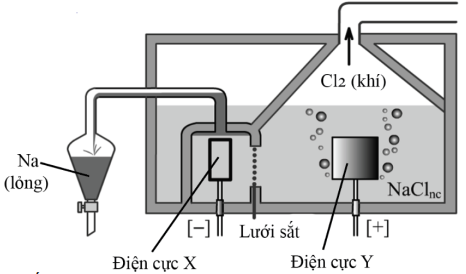 Cl₂ (khí)
Na
(lỏng)
NaClnc
[−]
Lưới sắt
[+]
Điện cực X
Điện cực Y